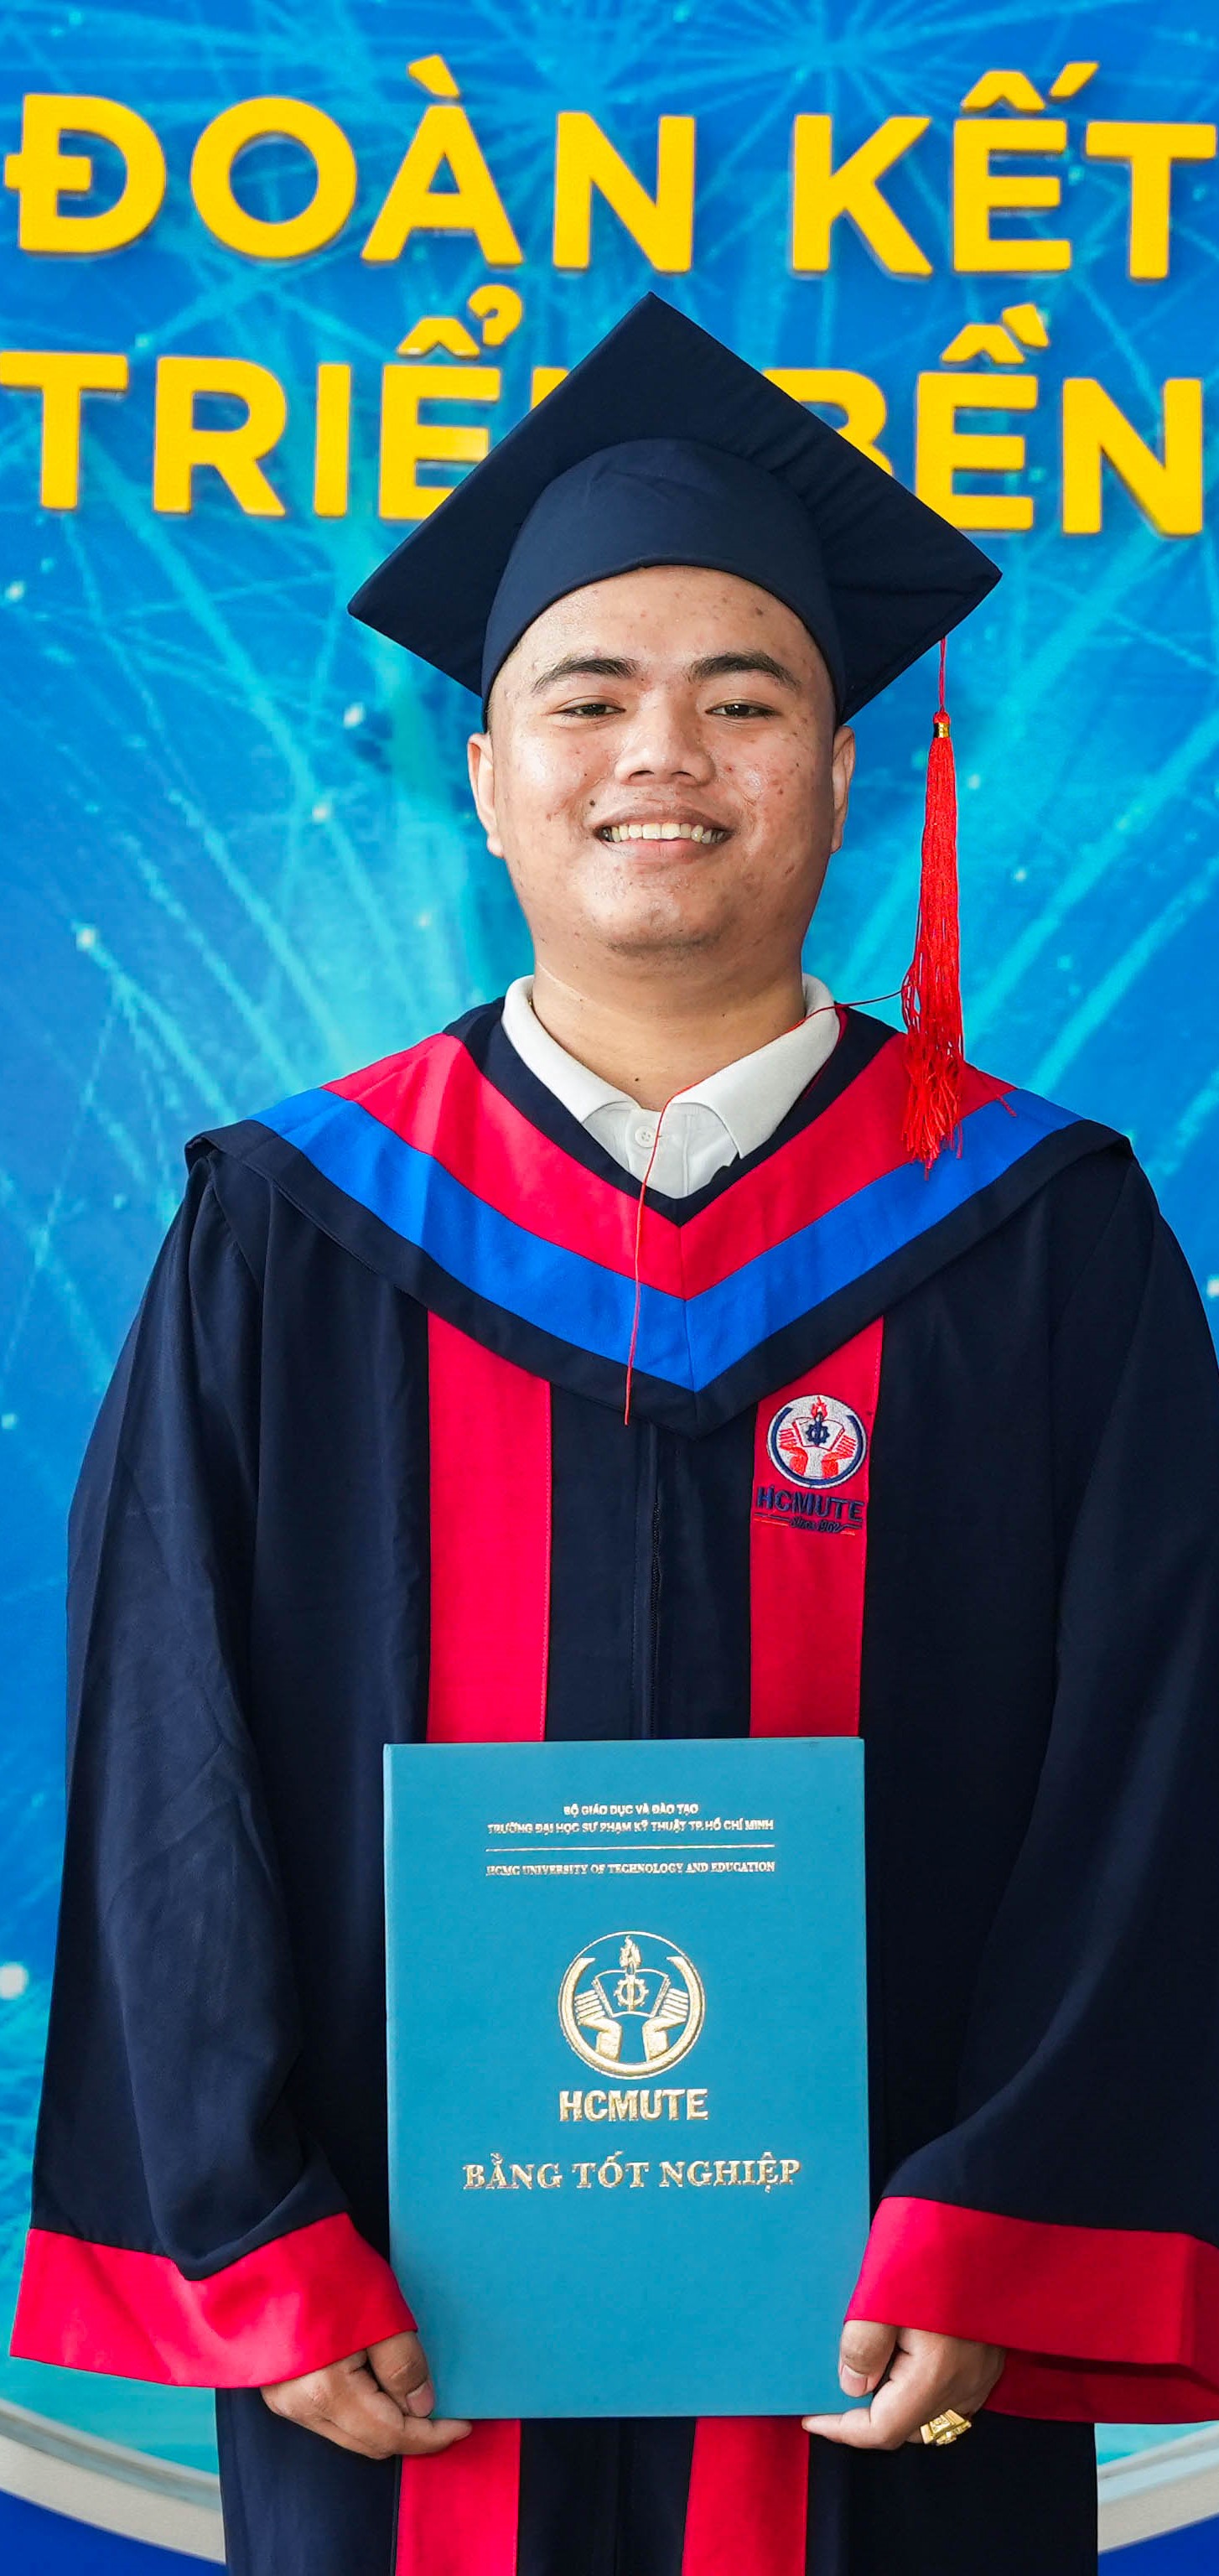 ĐOÀN KẾT
TRIỂ BỀN
HCMUTE
BỘ GIÁO DỤC VÀ ĐÀO TẠO
TRƯỜNG ĐẠI HỌC SƯ PHẠM KỸ THUẬT TP.HỒ CHÍ MINH
HCMC UNIVERSITY OF TECHNOLOGY AND EDUCATION
HCMUTE
BẰNG TỐT NGHIỆP